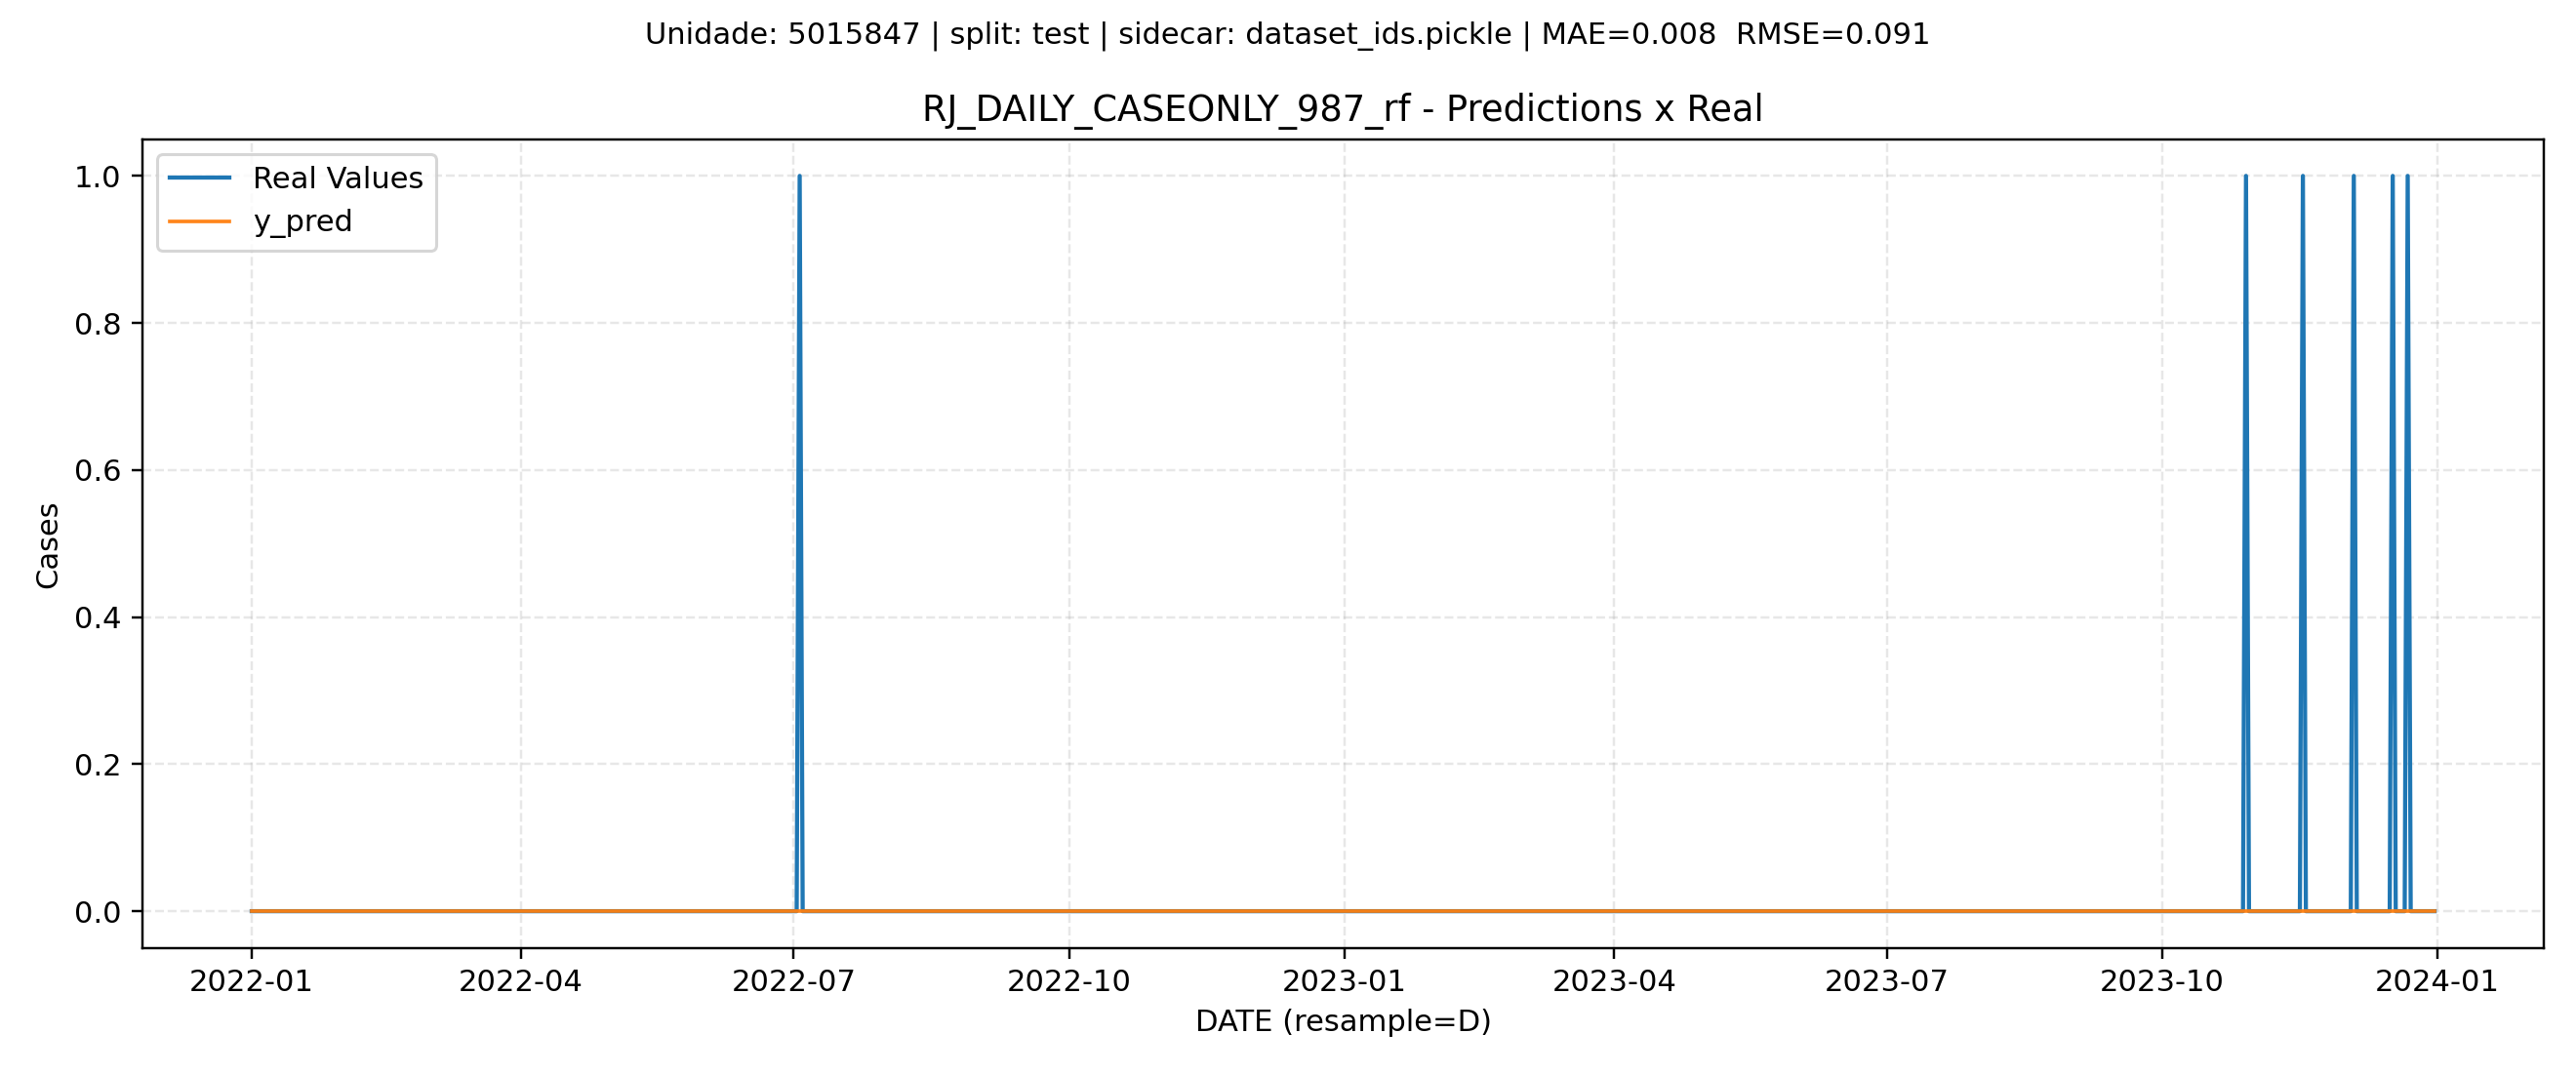 Unidade: 5015847 | split: test | sidecar: dataset_ids.pickle | MAE=0.008  RMSE=0.091
RJ_DAILY_CASEONLY_987_rf - Predictions x Real
Real Values
y_pred
1.0
0.8
0.6
0.4
0.2
0.0
Cases
2022-01 2022-04 2022-07 2022-10 2023-01 2023-04 2023-07 2023-10 2024-01
DATE (resample=D)